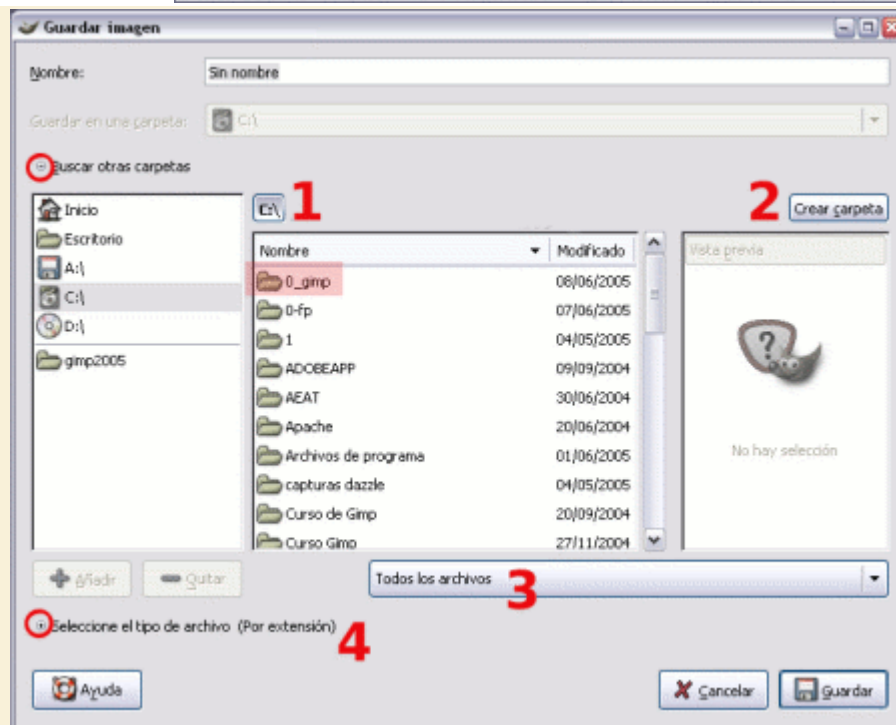 Guardar imagen
Nombre: Sin nombre
Guardar en una carpeta: C:\
Buscar otras carpetas
Inicio
Escritorio
A:\
C:\
D:\
gimp2005
C:\ 1
2 Crear carpeta
Nombre Modificado
0_gimp 08/06/2005
0-fp 07/06/2005
1 04/05/2005
ADOBEAPP 09/09/2004
AEAT 30/06/2004
Apache 20/06/2004
Archivos de programa 01/06/2005
capturas dazzle 04/05/2005
Curso de Gimp 20/09/2004
Curso Gimp 27/11/2004
Vista previa
?
No hay selección
Añadir Quitar
Todos los archivos 3
Seleccione el tipo de archivo (Por extensión) 4
Ayuda Cancelar Guardar